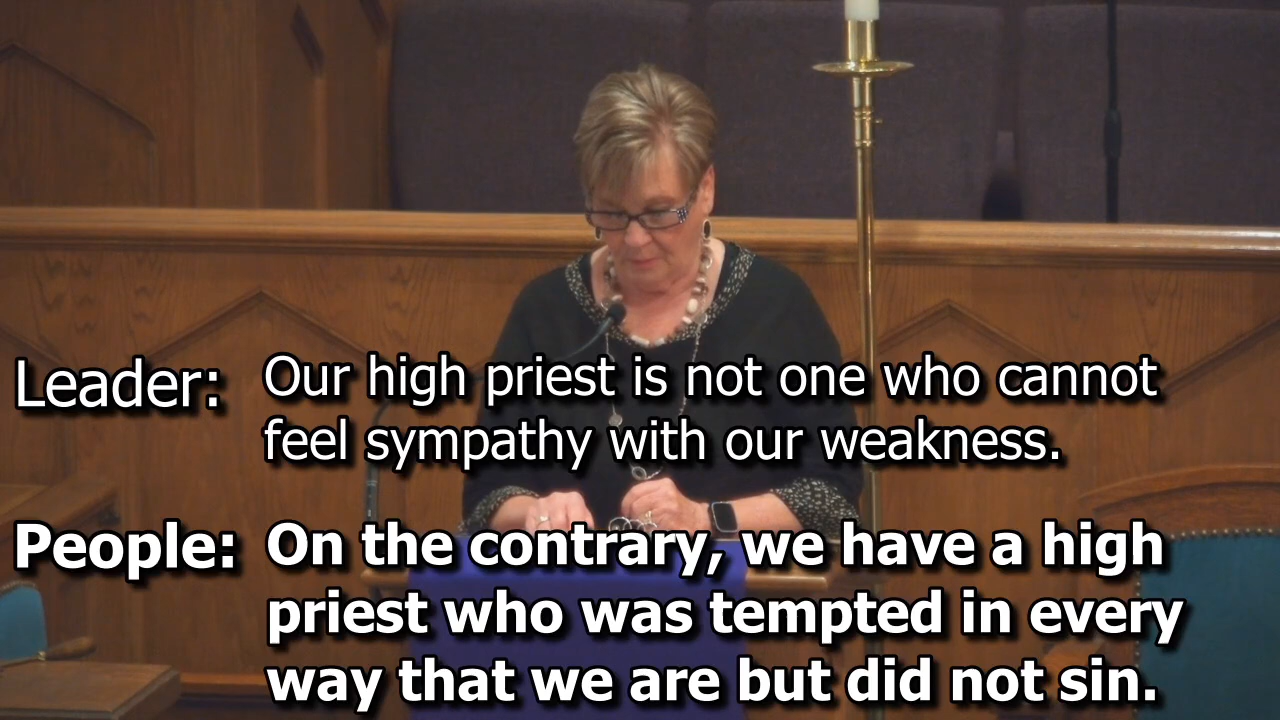 Leader: Our high priest is not one who cannot
feel sympathy with our weakness.
People: On the contrary, we have a high
priest who was tempted in every
way that we are but did not sin.